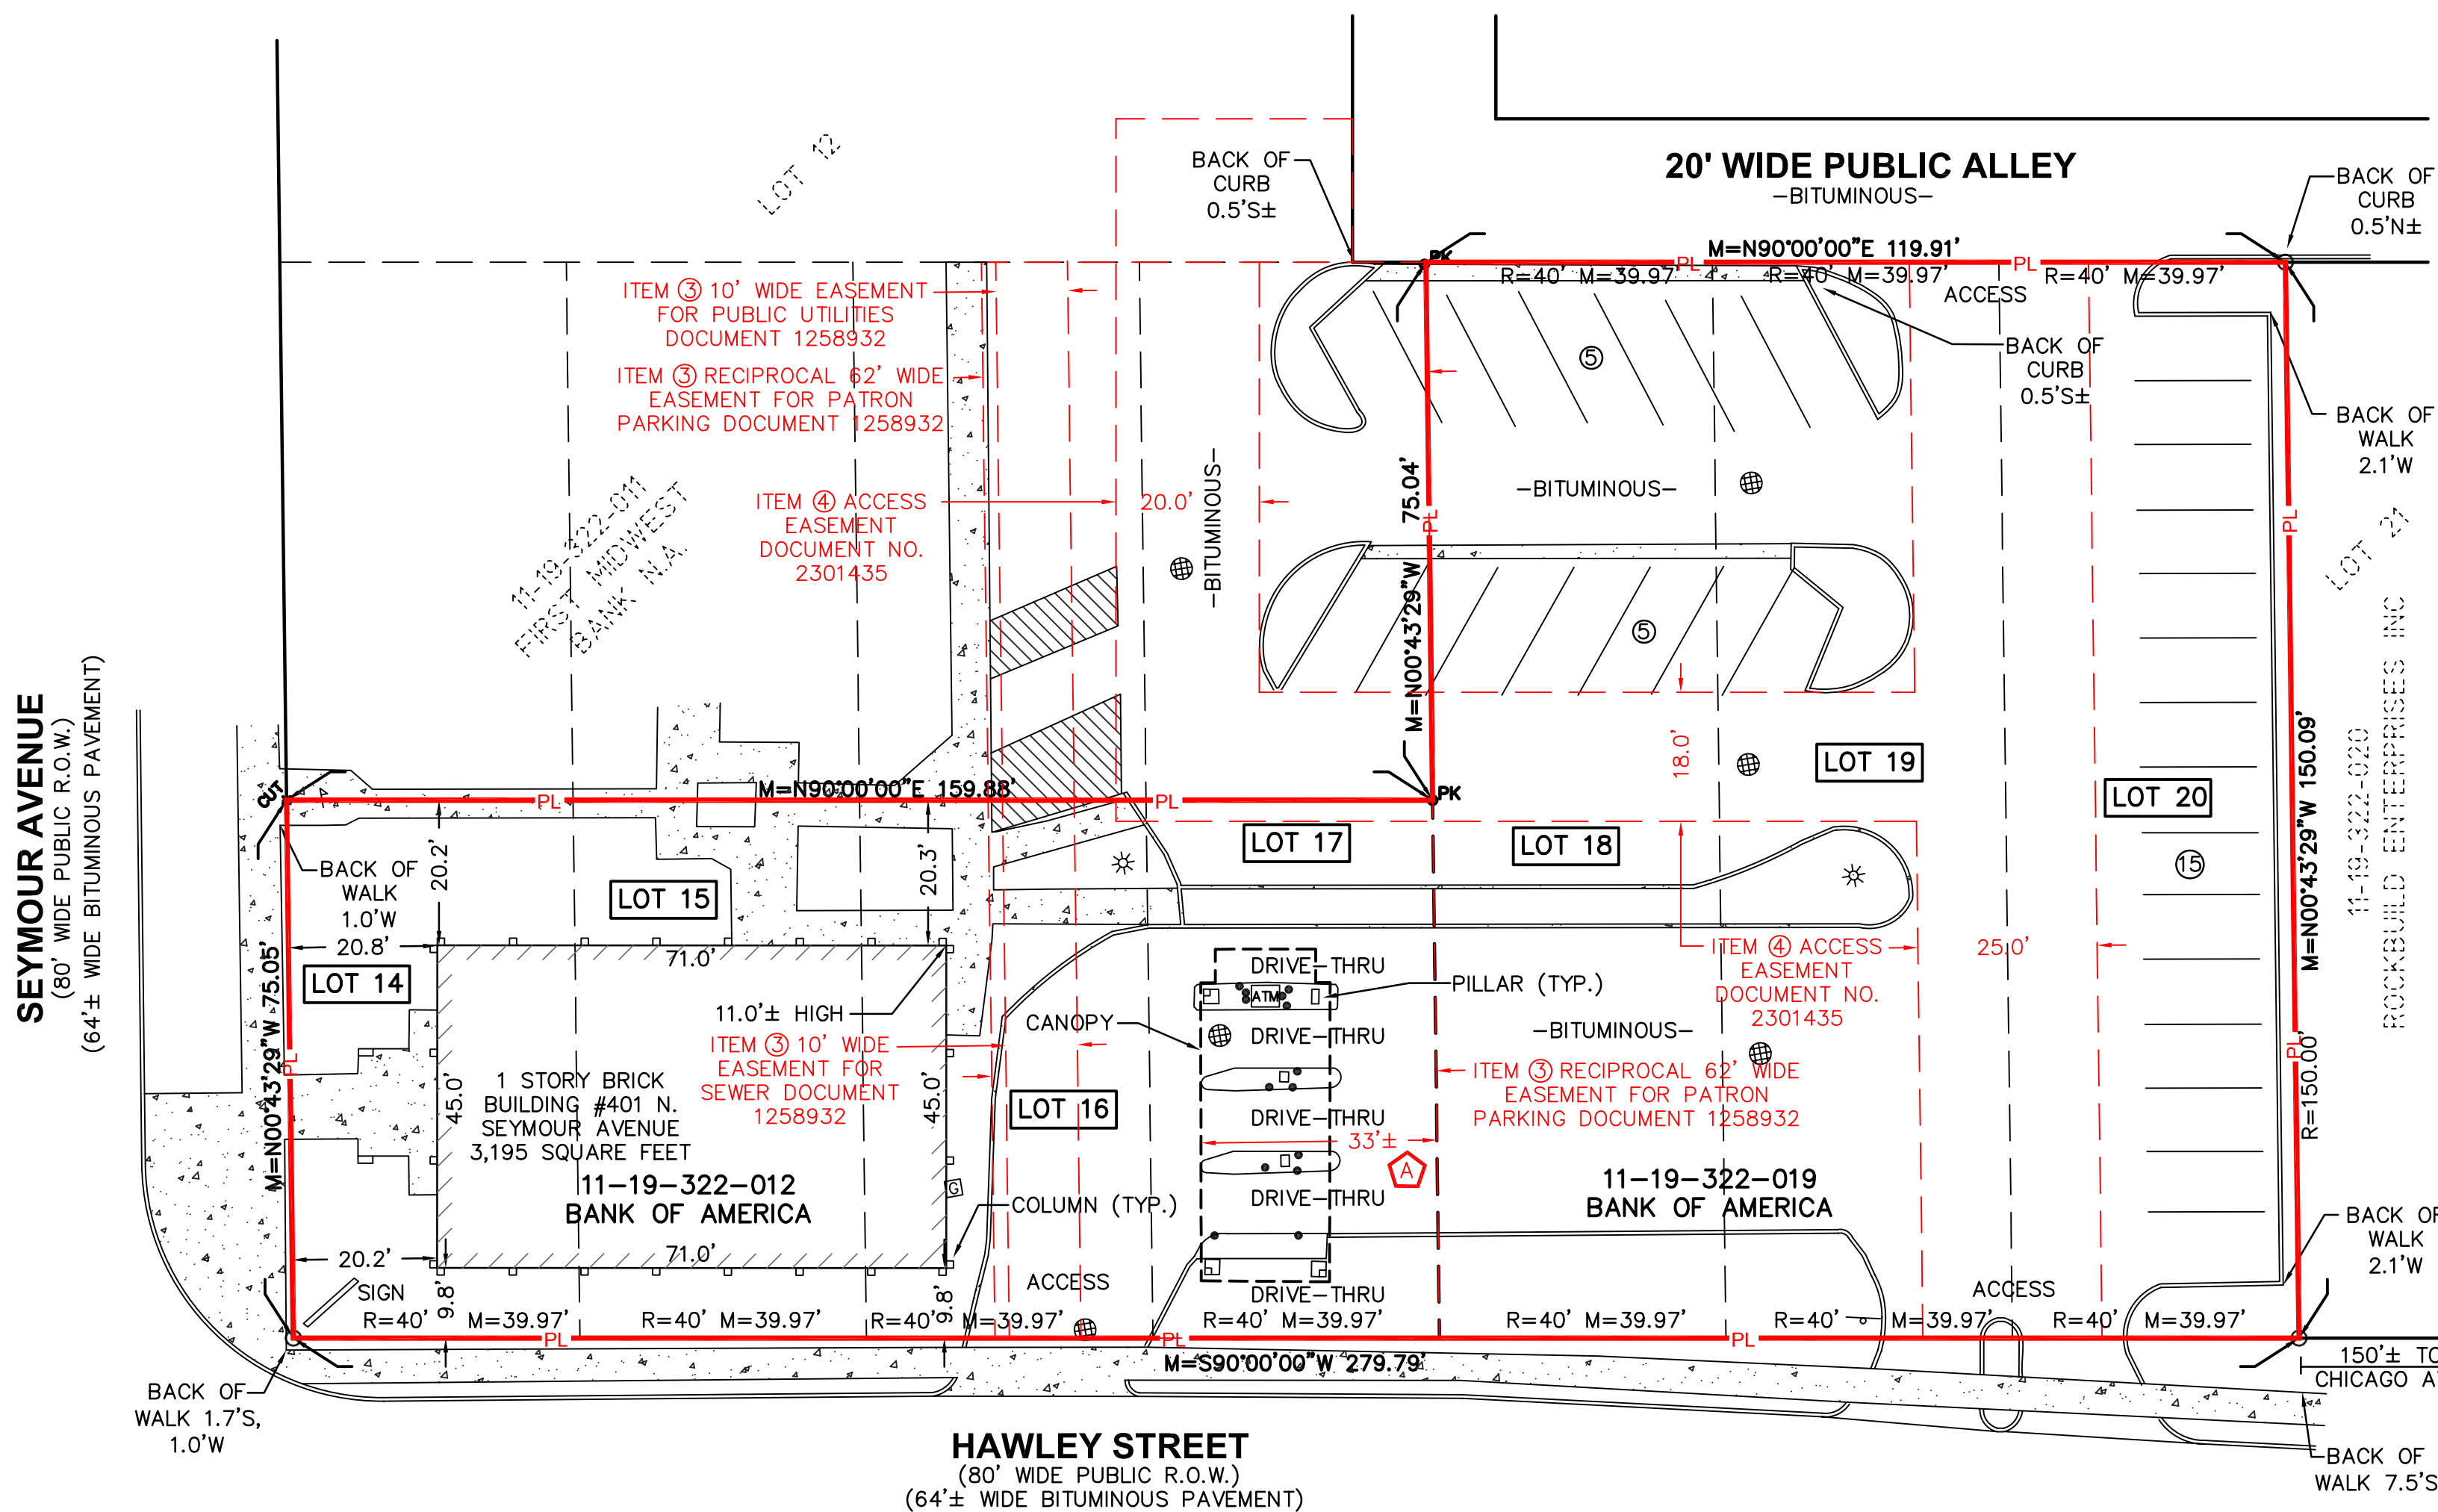 LOT 12
BACK OF
CURB
0.5'S±
20' WIDE PUBLIC ALLEY
-BITUMINOUS-
BACK OF
CURB
0.5'N±
PK
M=N90°00'00"E 119.91'
PL
PL
R=40' M=39.97'
R=40' M=39.97'
R=40' M=39.97'
ACCESS
ITEM ③ 10' WIDE EASEMENT
FOR PUBLIC UTILITIES
DOCUMENT 1258932
ITEM ③ RECIPROCAL 62' WIDE
EASEMENT FOR PATRON
PARKING DOCUMENT 1258932
BACK OF
CURB
0.5'S±
⑤
BACK OF
WALK
2.1'W
ITEM ④ ACCESS
EASEMENT
DOCUMENT NO.
2301435
20.0'
-BITUMINOUS-
-BITUMINOUS-
M=N00°43'29"W 75.04'
PL
PL
11-19-322-011
FIRST MIDWEST
BANK N.A.
LOT 21
⑤
18.0'
LOT 19
LOT 20
SEYMOUR AVENUE
(80' WIDE PUBLIC R.O.W.)
(64'± WIDE BITUMINOUS PAVEMENT)
CUT
PL
M=N90°00'00"E 159.88'
PL
PK
BACK OF
WALK
1.0'W
20.2'
20.3'
LOT 15
LOT 17
LOT 18
⑮
M=N00°43'29"W 150.09'
PL
R=150.00'
11-19-322-020
ROCKBUILD ENTERPRISES INC
20.8'
LOT 14
71.0'
M=N00°43'29"W 75.05'
PL
11.0'± HIGH
ITEM ③ 10' WIDE
EASEMENT FOR
SEWER DOCUMENT
1258932
45.0'
45.0'
1 STORY BRICK
BUILDING #401 N.
SEYMOUR AVENUE
3,195 SQUARE FEET
11-19-322-012
BANK OF AMERICA
71.0'
G
LOT 16
CANOPY
COLUMN (TYP.)
DRIVE-THRU
ATM
DRIVE-THRU
DRIVE-THRU
DRIVE-THRU
DRIVE-THRU
PILLAR (TYP.)
33'±
A
ITEM ④ ACCESS
EASEMENT
DOCUMENT NO.
2301435
25.0'
-BITUMINOUS-
ITEM ③ RECIPROCAL 62' WIDE
EASEMENT FOR PATRON
PARKING DOCUMENT 1258932
11-19-322-019
BANK OF AMERICA
20.2'
SIGN
9.8'
9.8'
ACCESS
ACCESS
BACK OF
WALK
2.1'W
R=40' M=39.97'
R=40' M=39.97'
R=40' M=39.97'
R=40' M=39.97'
R=40' M=39.97'
R=40' M=39.97'
R=40' M=39.97'
PL
PL
PL
M=S90°00'00"W 279.79'
150'± TO
CHICAGO A
BACK OF
WALK 1.7'S,
1.0'W
BACK OF
WALK 7.5'S
HAWLEY STREET
(80' WIDE PUBLIC R.O.W.)
(64'± WIDE BITUMINOUS PAVEMENT)